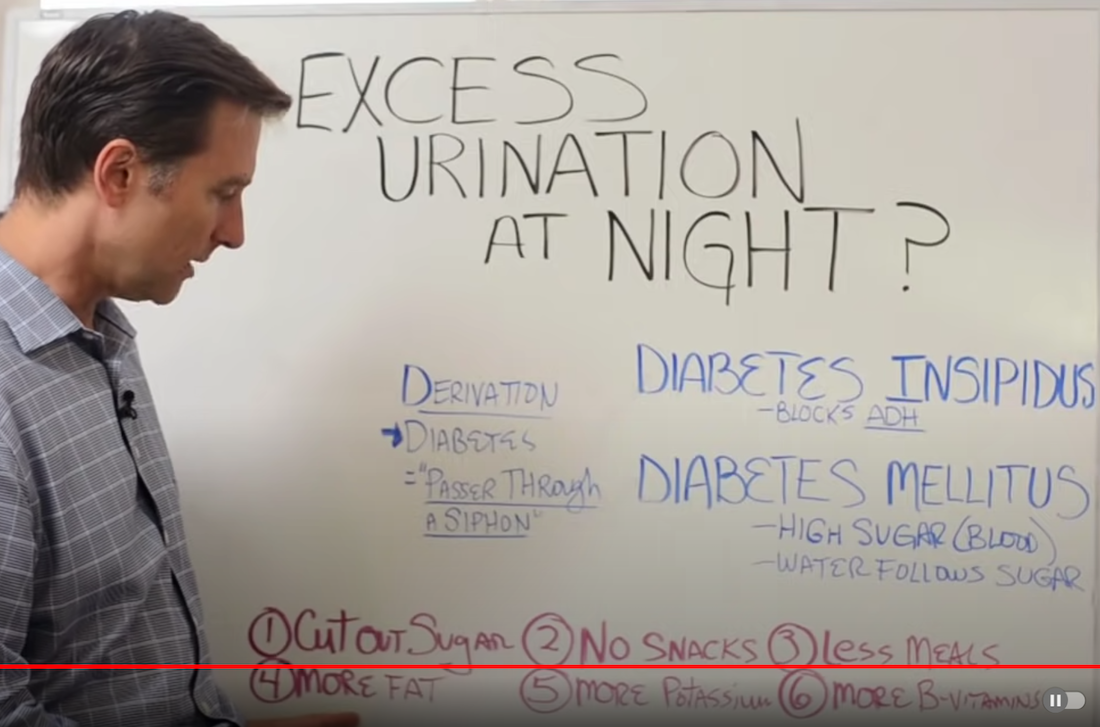 EXCESS
URINATION
AT NIGHT?
DERIVATION
→DIABETES
="PASSER THROUGH
A SIPHON"
DIABETES INSIPIDUS
-BLOCKS ADH
DIABETES MELLITUS
-HIGH SUGAR (BLOOD)
-WATER FOLLOWS SUGAR
① Cut out Sugar ② NO SNACKS ③ Less MEALS
④ MORE FAT ⑤ MORE Potassium ⑥ MORE B-VITAMINS